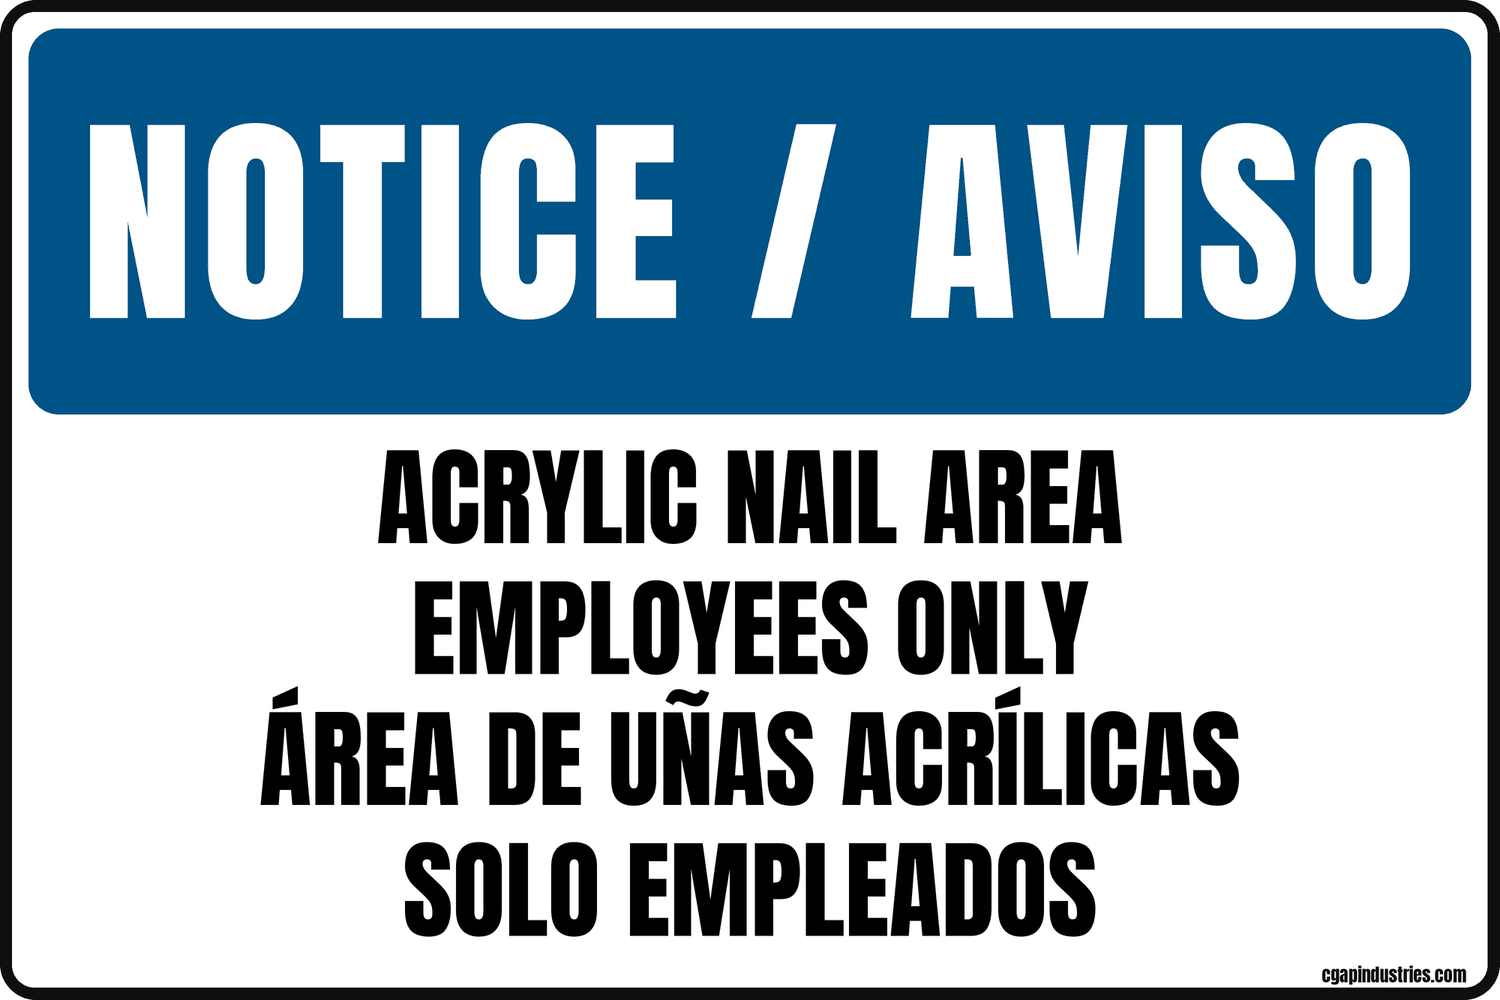 NOTICE / AVISO
ACRYLIC NAIL AREA
EMPLOYEES ONLY
ÁREA DE UÑAS ACRÍLICAS
SOLO EMPLEADOS
cgapindustries.com